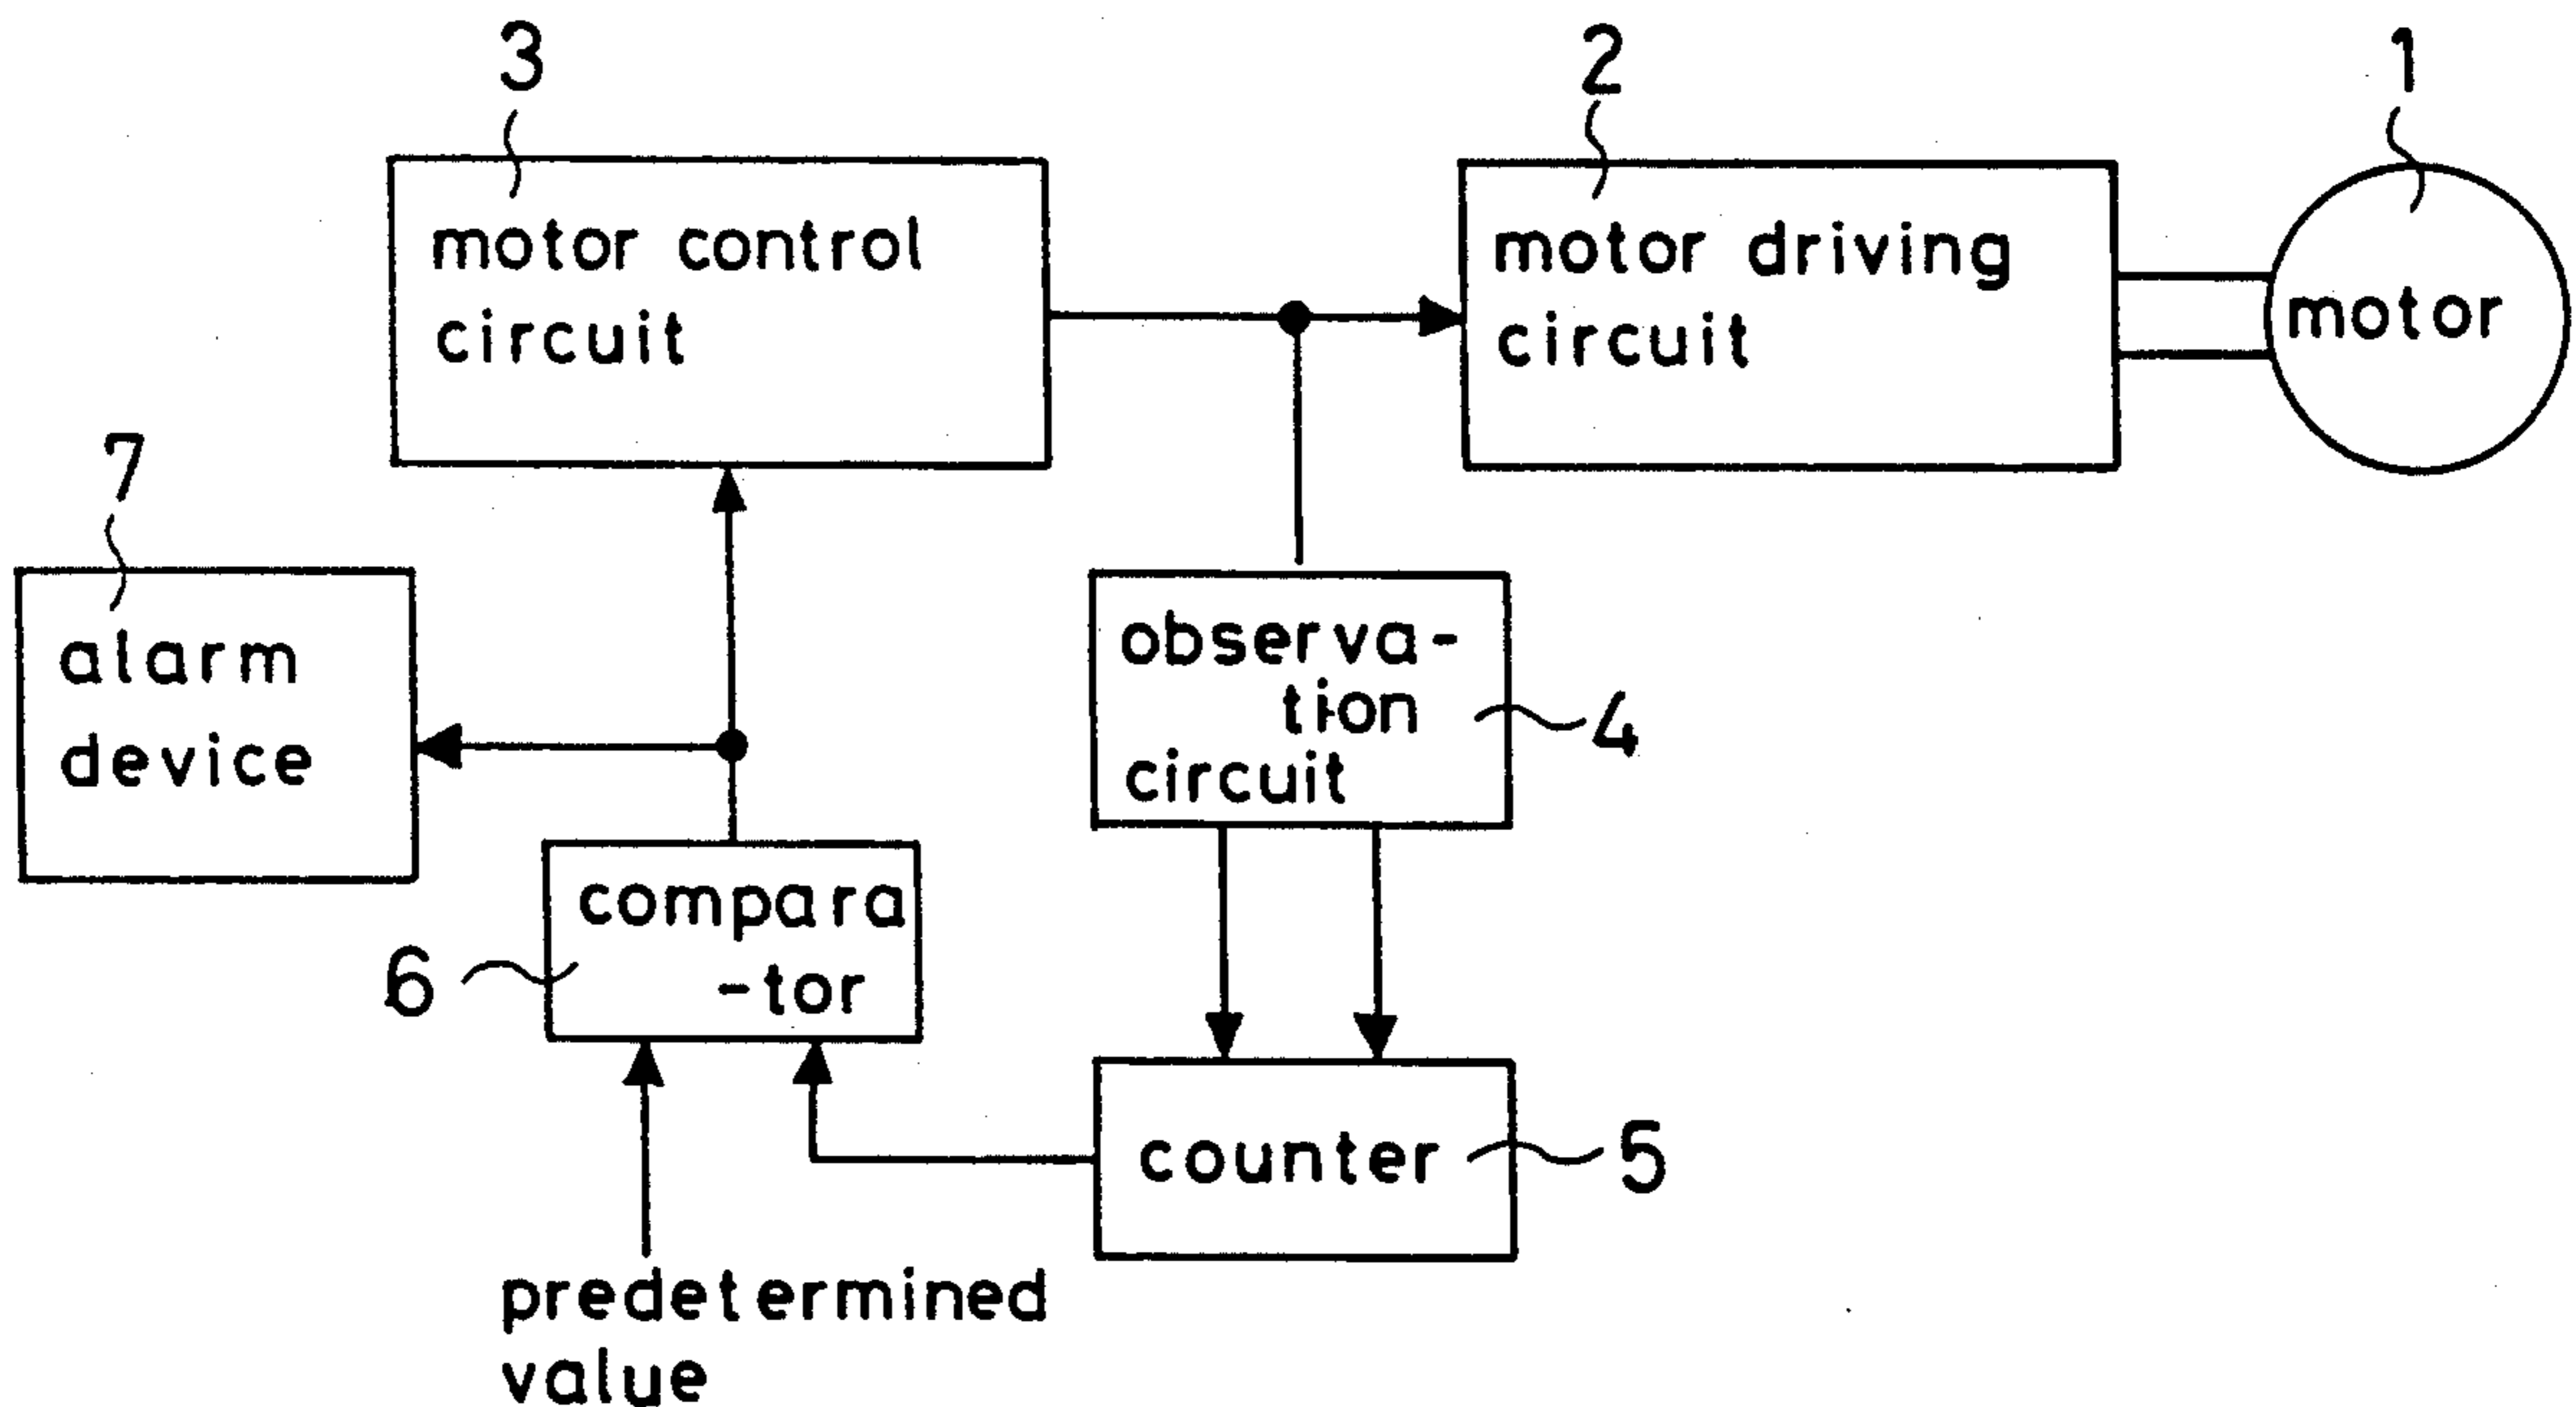 3
2
1
motor control
circuit
motor driving
circuit
motor
7
alarm
device
observa-
tion
circuit
4
compara
-tor
6
counter
5
predetermined
value